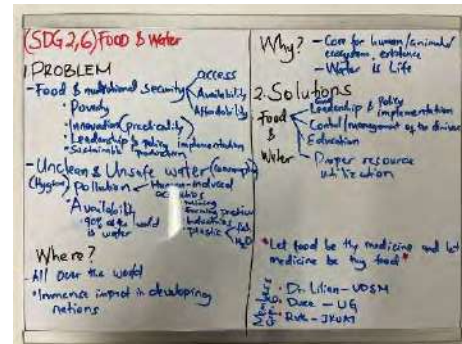 (SDG 2,6) FOOD & Water
1. PROBLEM
- Food & nutritional security
access
Availability
Affordability
• Poverty
• Innovation (practicality)
• Leadership & policy implementation
• Sustainable production
- Unclean & Unsafe water (consumption)
(Hygiene) pollution - Human-induced
activities
mining
farming practices
Industries
plastic
fish
H2O
• Availability
• 90% of the world
is water
Where?
- All over the world
• Immense impact in developing
nations
Why? - Core for human/animal/
ecosystem existence
- Water is Life
2. Solutions
Food
&
Water
Leadership & Policy
implementation
Control/management of the drivers
Education
- Proper resource
utilization
"Let food be thy medicine and let
medicine be thy food"
Group
Members
• Dr. Lilian - UDSM
- UG
- JKUAT